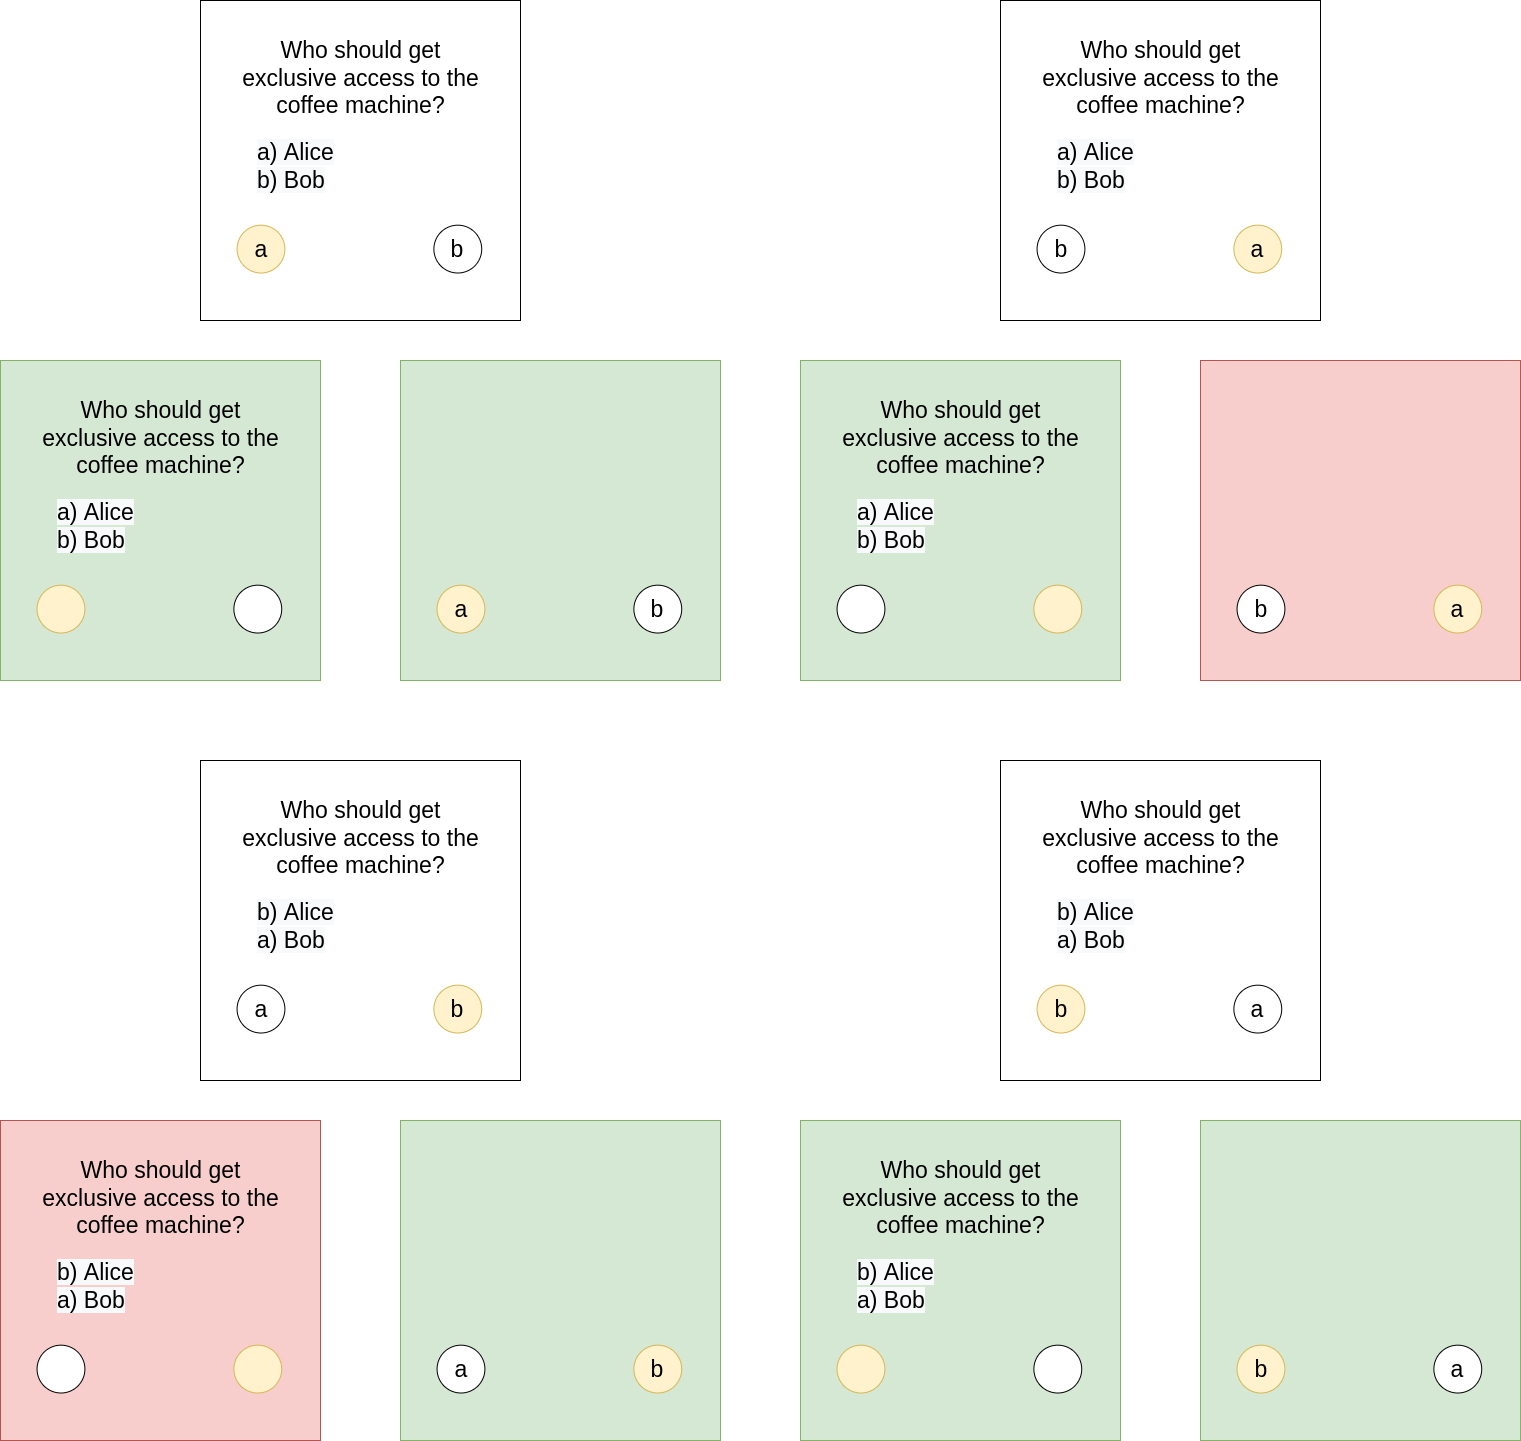 Who should get
exclusive access to the
coffee machine?
a) Alice
b) Bob
a
b
Who should get
exclusive access to the
coffee machine?
a) Alice
b) Bob
b
a
Who should get
exclusive access to the
coffee machine?
a) Alice
b) Bob
a
b
Who should get
exclusive access to the
coffee machine?
a) Alice
b) Bob
b
a
Who should get
exclusive access to the
coffee machine?
b) Alice
a) Bob
a
b
Who should get
exclusive access to the
coffee machine?
b) Alice
a) Bob
b
a
Who should get
exclusive access to the
coffee machine?
b) Alice
a) Bob
a
b
Who should get
exclusive access to the
coffee machine?
b) Alice
a) Bob
b
a